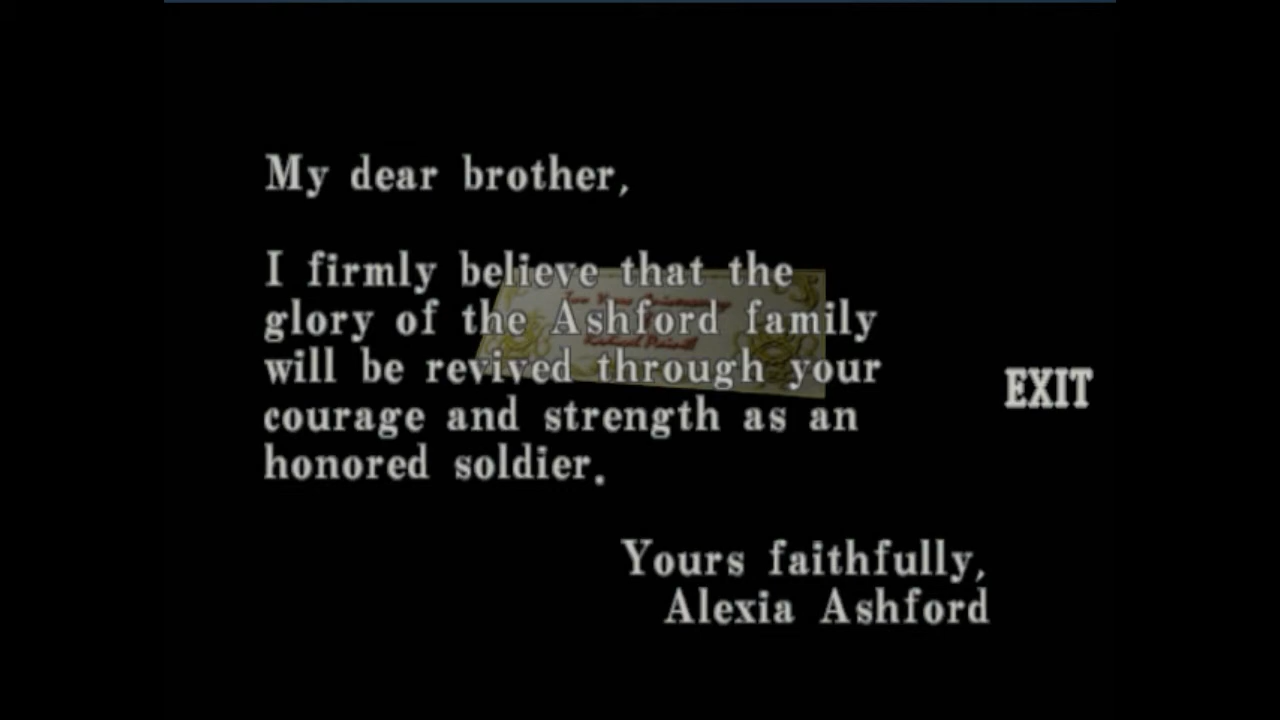 My dear brother,
I firmly believe that the
glory of the Ashford family
will be revived through your
courage and strength as an
honored soldier.
EXIT
Yours faithfully,
Alexia Ashford